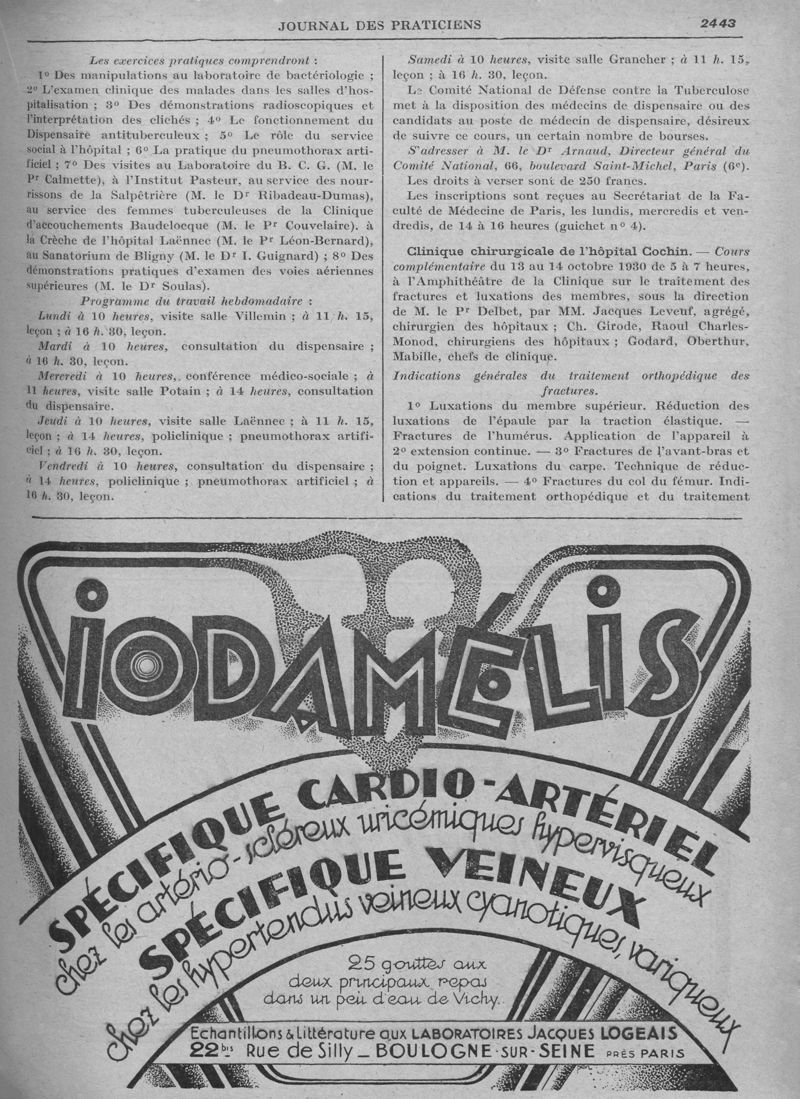 JOURNAL DES PRATICIENS
2443
Les exercices pratiques comprendront :
1º Des manipulations au laboratoire de bactériologie ;
2º L'examen clinique des malades dans les salles d'hos-
pitalisation ; 3º Des démonstrations radioscopiques et
l'interprétation des clichés ; 4º Le fonctionnement du
Dispensaire antituberculeux ; 5º Le rôle du service
social à l'hôpital ; 6º La pratique du pneumothorax arti-
ficiel ; 7º Des visites au Laboratoire du B. C. G. (M. le
Pr Calmette), à l'Institut Pasteur, au service des nour-
rissons de la Salpêtrière (M. le Dr Ribadeau-Dumas),
au service des femmes tuberculeuses de la Clinique
d'accouchements Baudelocque (M. le Pr Couvelaire). à
la Crèche de l'hôpital Laënnec (M. le Pr Léon-Bernard),
au Sanatorium de Bligny (M. le Dr I. Guignard) ; 8º Des
démonstrations pratiques d'examen des voies aériennes
supérieures (M. le Dr Soulas).
Programme du travail hebdomadaire :
Lundi à 10 heures, visite salle Villemin ; à 11 h. 15,
leçon ; à 16 h. 30, leçon.
Mardi à 10 heures, consultation du dispensaire ;
à 16 h. 30, leçon.
Mercredi à 10 heures, conférence médico-sociale ; à
11 heures, visite salle Potain ; à 14 heures, consultation
du dispensaire.
Jeudi à 10 heures, visite salle Laënnec ; à 11 h. 15,
leçon ; à 14 heures, policlinique ; pneumothorax artifi-
ciel ; à 16 h. 30, leçon.
Vendredi à 10 heures, consultation du dispensaire ;
à 14 heures, policlinique ; pneumothorax artificiel ; à
16 h. 30, leçon.
Samedi à 10 heures, visite salle Grancher ; à 11 h. 15,
leçon ; à 16 h. 30, leçon.
Le Comité National de Défense contre la Tuberculose
met à la disposition des médecins de dispensaire ou des
candidats au poste de médecin de dispensaire, désireux
de suivre ce cours, un certain nombre de bourses.
S'adresser à M. le Dr Arnaud, Directeur général du
Comité National, 66, boulevard Saint-Michel, Paris (6e).
Les droits à verser sont de 250 francs.
Les inscriptions sont reçues au Secrétariat de la Fa-
culté de Médecine de Paris, les lundis, mercredis et ven-
dredis, de 14 à 16 heures (guichet nº 4).
Clinique chirurgicale de l'hôpital Cochin. — Cours
complémentaire du 13 au 14 octobre 1930 de 5 à 7 heures,
à l'Amphithéâtre de la Clinique sur le traitement des
fractures et luxations des membres, sous la direction
de M. le Pr Delbet, par MM. Jacques Leveuf, agrégé,
chirurgien des hôpitaux ; Ch. Girode, Raoul Charles-
Monod, chirurgiens des hôpitaux ; Godard, Oberthur,
Mabille, chefs de clinique.
Indications générales du traitement orthopédique des
fractures.
1º Luxations du membre supérieur. Réduction des
luxations de l'épaule par la traction élastique. —
Fractures de l'humérus. Application de l'appareil à
2º extension continue. — 3º Fractures de l'avant-bras et
du poignet. Luxations du carpe. Technique de réduc-
tion et appareils. — 4º Fractures du col du fémur. Indi-
cations du traitement orthopédique et du traitement
IODAMÉLIS
SPÉCIFIQUE CARDIO-ARTÉRIEL
chez les artério-scléreux uricémiques hypervisqueux
SPÉCIFIQUE VEINEUX
chez les hypertendus veineux cyanotiques, variqueux
25 gouttes aux
deux principaux repas
dans un peu d'eau de Vichy.
Echantillons & Littérature aux LABORATOIRES JACQUES LOGEAIS
22bis Rue de Silly _ BOULOGNE-SUR-SEINE PRÈS PARIS